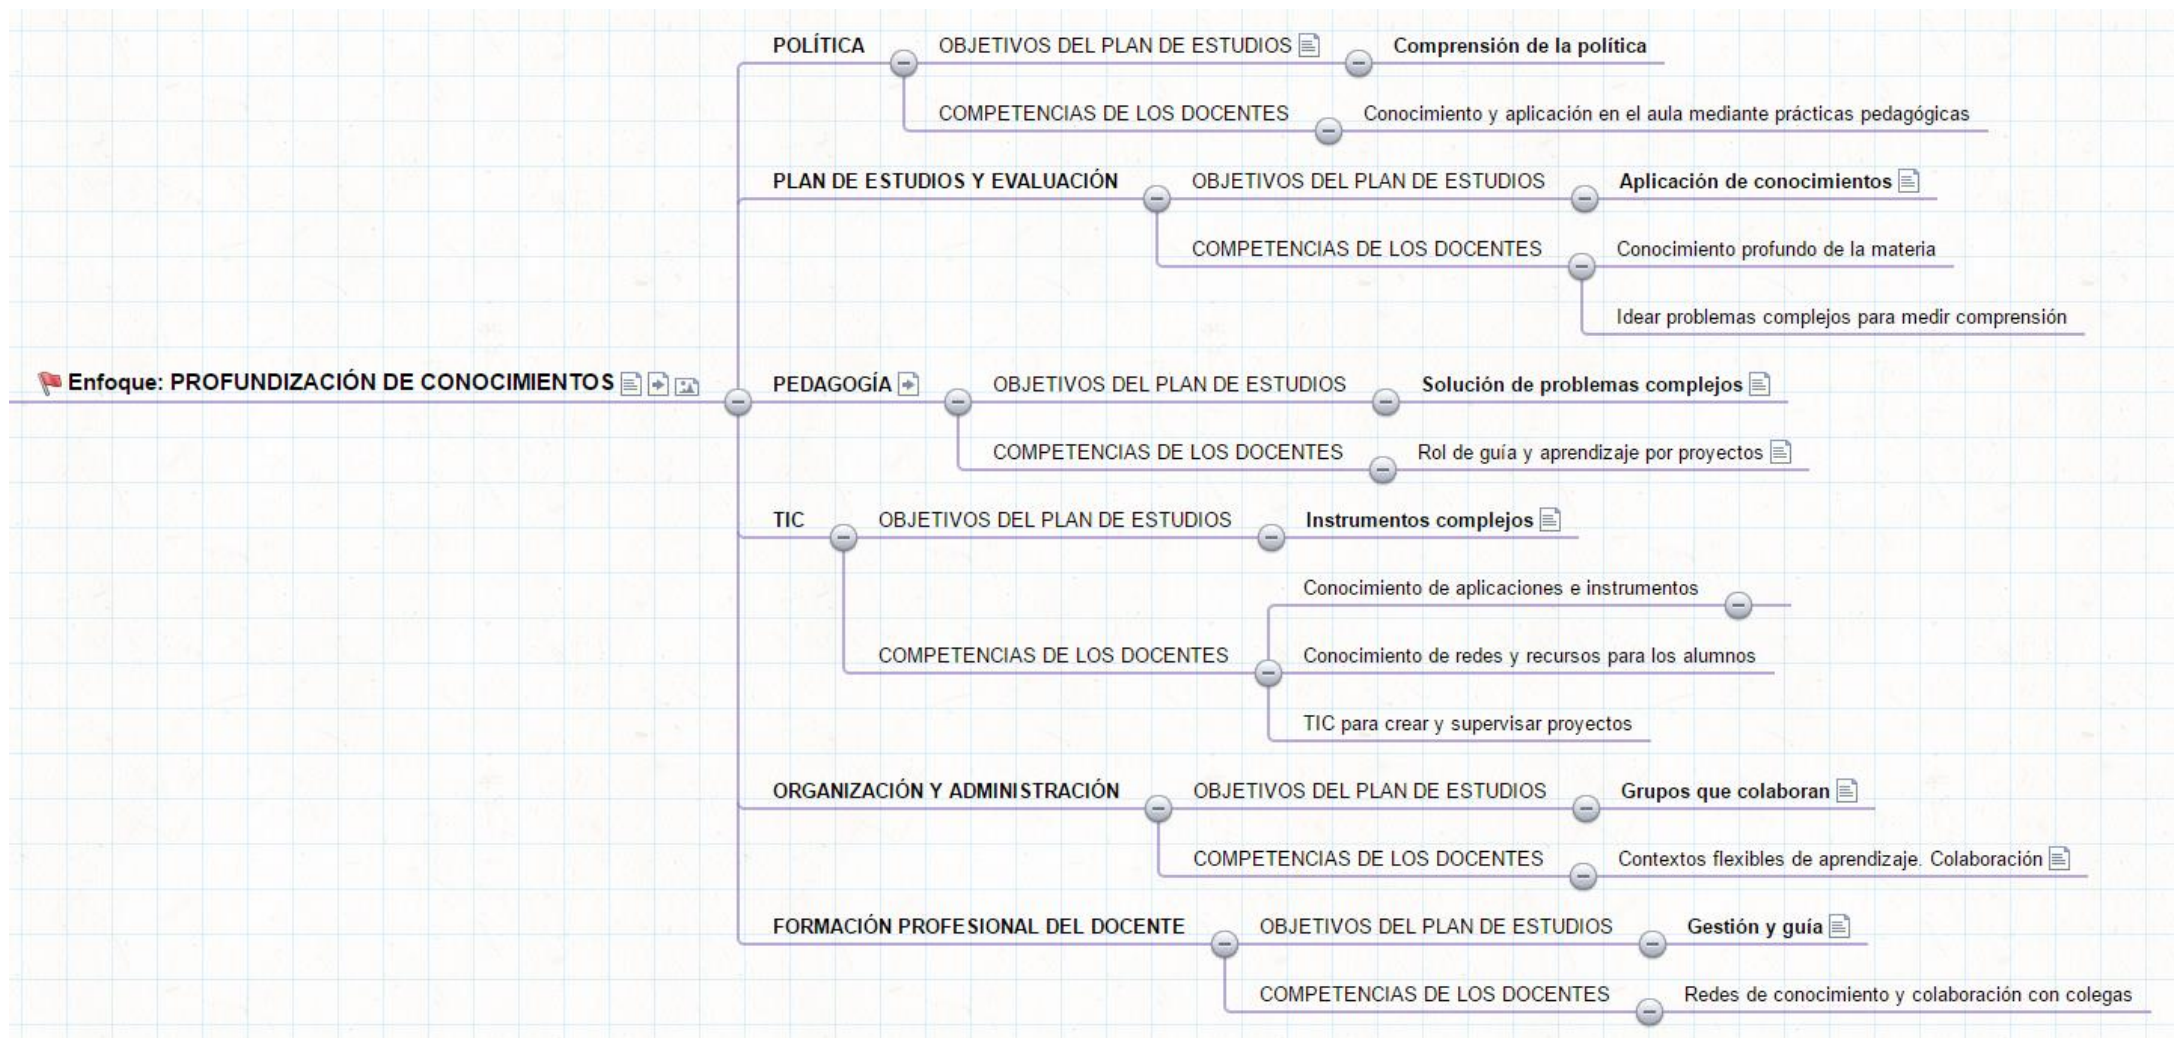 POLÍTICA
OBJETIVOS DEL PLAN DE ESTUDIOS
Comprensión de la política
COMPETENCIAS DE LOS DOCENTES
Conocimiento y aplicación en el aula mediante prácticas pedagógicas
PLAN DE ESTUDIOS Y EVALUACIÓN
OBJETIVOS DEL PLAN DE ESTUDIOS
Aplicación de conocimientos
COMPETENCIAS DE LOS DOCENTES
Conocimiento profundo de la materia
Idear problemas complejos para medir comprensión
Enfoque: PROFUNDIZACIÓN DE CONOCIMIENTOS
PEDAGOGÍA
OBJETIVOS DEL PLAN DE ESTUDIOS
Solución de problemas complejos
COMPETENCIAS DE LOS DOCENTES
Rol de guía y aprendizaje por proyectos
TIC
OBJETIVOS DEL PLAN DE ESTUDIOS
Instrumentos complejos
Conocimiento de aplicaciones e instrumentos
COMPETENCIAS DE LOS DOCENTES
Conocimiento de redes y recursos para los alumnos
TIC para crear y supervisar proyectos
ORGANIZACIÓN Y ADMINISTRACIÓN
OBJETIVOS DEL PLAN DE ESTUDIOS
Grupos que colaboran
COMPETENCIAS DE LOS DOCENTES
Contextos flexibles de aprendizaje. Colaboración
FORMACIÓN PROFESIONAL DEL DOCENTE
OBJETIVOS DEL PLAN DE ESTUDIOS
Gestión y guía
COMPETENCIAS DE LOS DOCENTES
Redes de conocimiento y colaboración con colegas